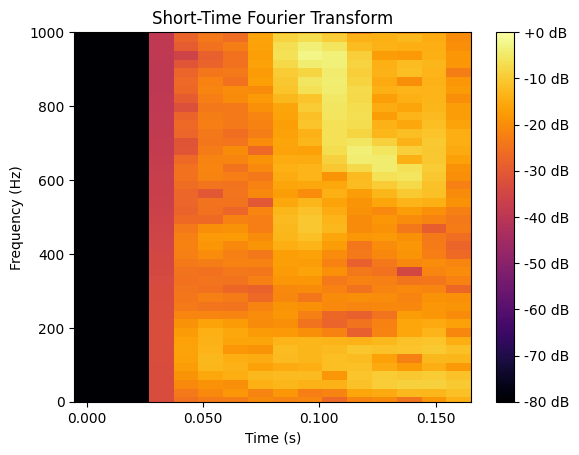 Short-Time Fourier Transform
1000
800
600
400
200
0
Frequency (Hz)
0.000
0.050
0.100
0.150
Time (s)
+0 dB
-10 dB
-20 dB
-30 dB
-40 dB
-50 dB
-60 dB
-70 dB
-80 dB